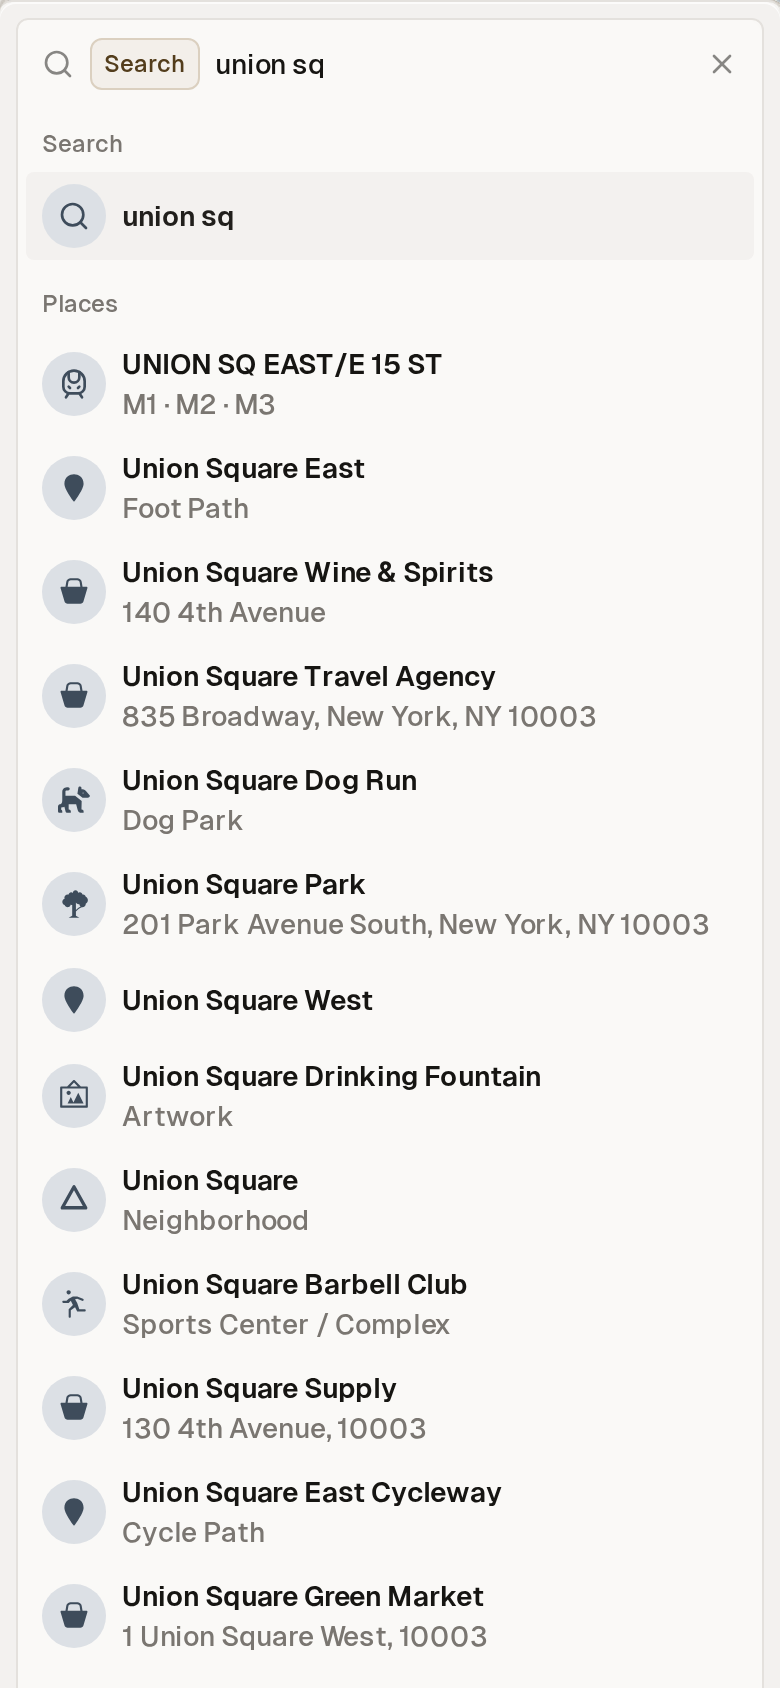 Search union sq
Search
union sq
Places
UNION SQ EAST/E 15 ST
M1 · M2 · M3
Union Square East
Foot Path
Union Square Wine & Spirits
140 4th Avenue
Union Square Travel Agency
835 Broadway, New York, NY 10003
Union Square Dog Run
Dog Park
Union Square Park
201 Park Avenue South, New York, NY 10003
Union Square West
Union Square Drinking Fountain
Artwork
Union Square
Neighborhood
Union Square Barbell Club
Sports Center / Complex
Union Square Supply
130 4th Avenue, 10003
Union Square East Cycleway
Cycle Path
Union Square Green Market
1 Union Square West, 10003